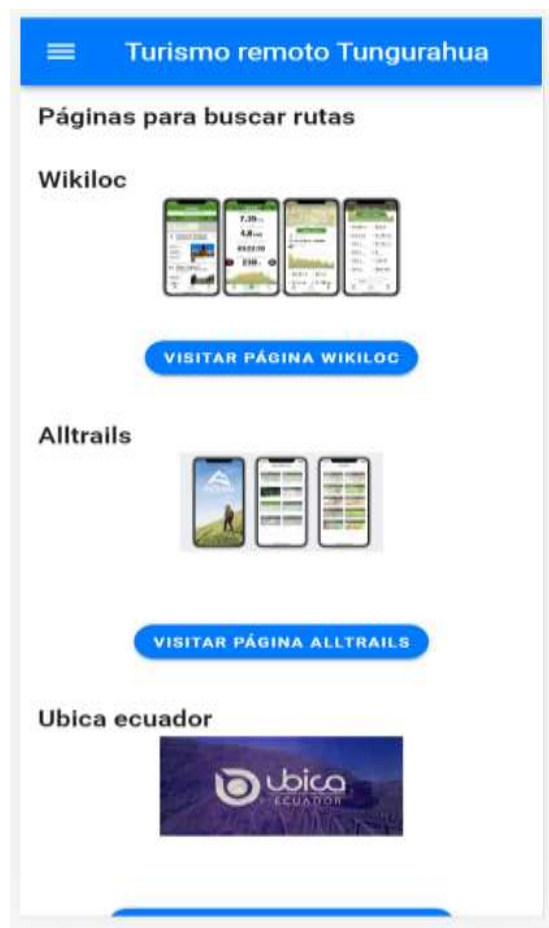 Turismo remoto Tungurahua
Páginas para buscar rutas
Wikiloc
VISITAR PÁGINA WIKILOC
Alltrails
VISITAR PÁGINA ALLTRAILS
Ubica ecuador
ubica
ECUADOR